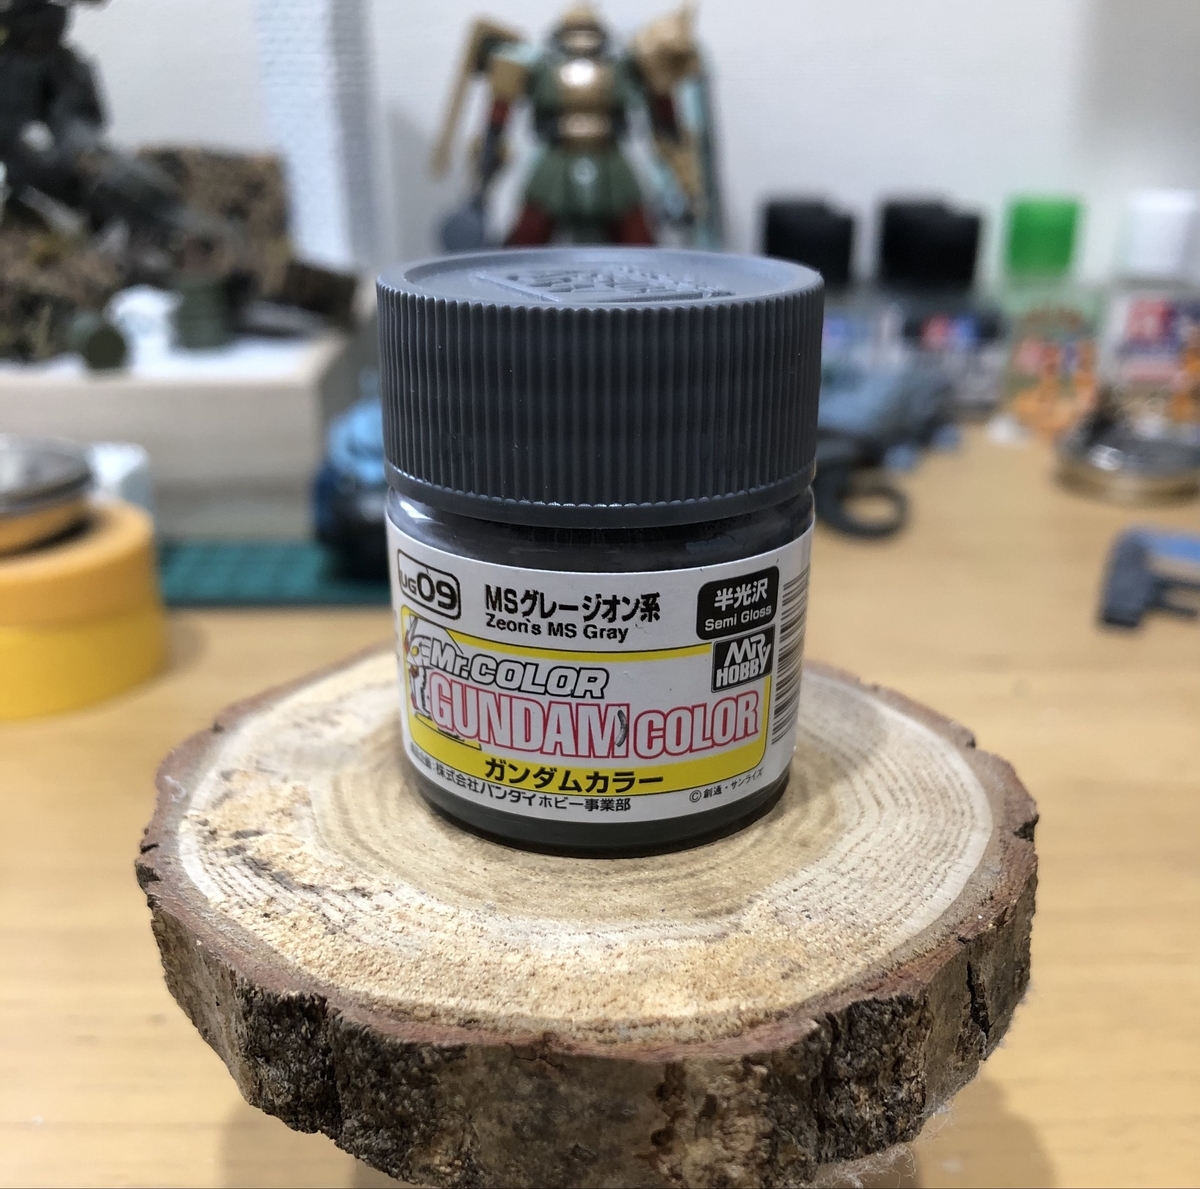 UG09
MSグレージオン系
Zeon's MS Gray
半光沢
Semi Gloss
Mr.COLOR
MR HOBBY
GUNDAM COLOR
ガンダムカラー
株式会社バンダイホビー事業部
©創通・サンライズ